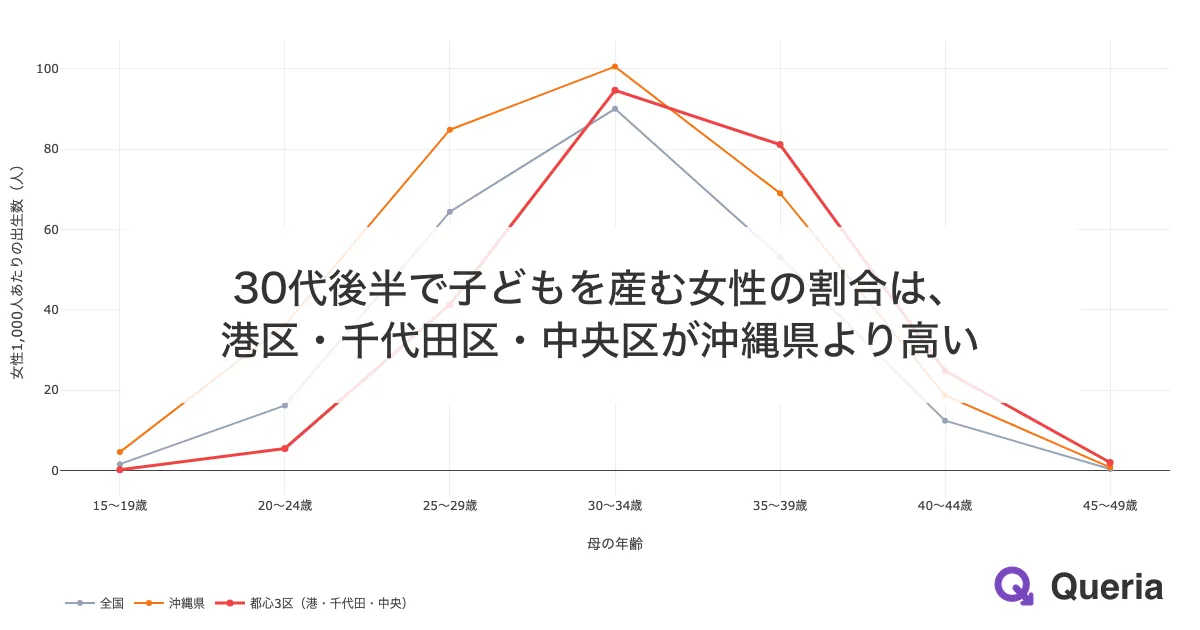 100
80
60
40
20
0
女性1,000人あたりの出生数（人）
30代後半で子どもを産む女性の割合は、
港区・千代田区・中央区が沖縄県より高い
15〜19歳 20〜24歳 25〜29歳 30〜34歳 35〜39歳 40〜44歳 45〜49歳
母の年齢
全国 沖縄県 都心3区（港・千代田・中央）
Queria